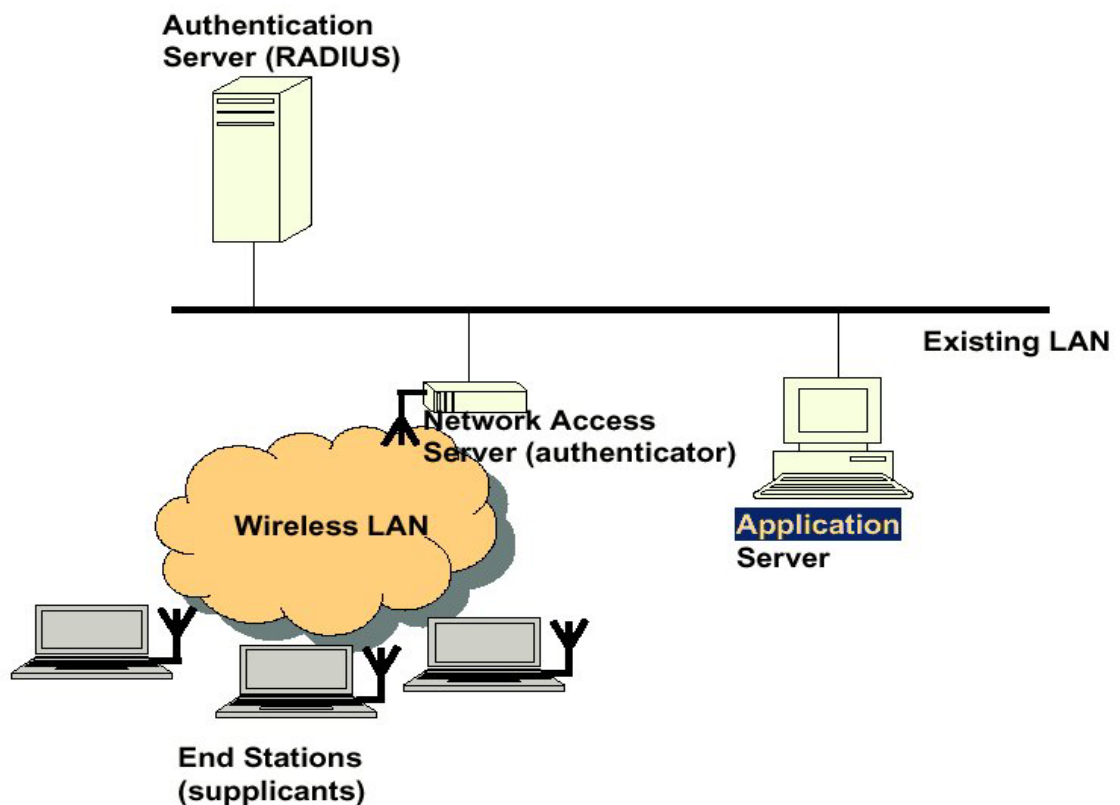 Authentication
Server (RADIUS)
Existing LAN
Network Access
Server (authenticator)
Wireless LAN
Application
Server
End Stations
(supplicants)